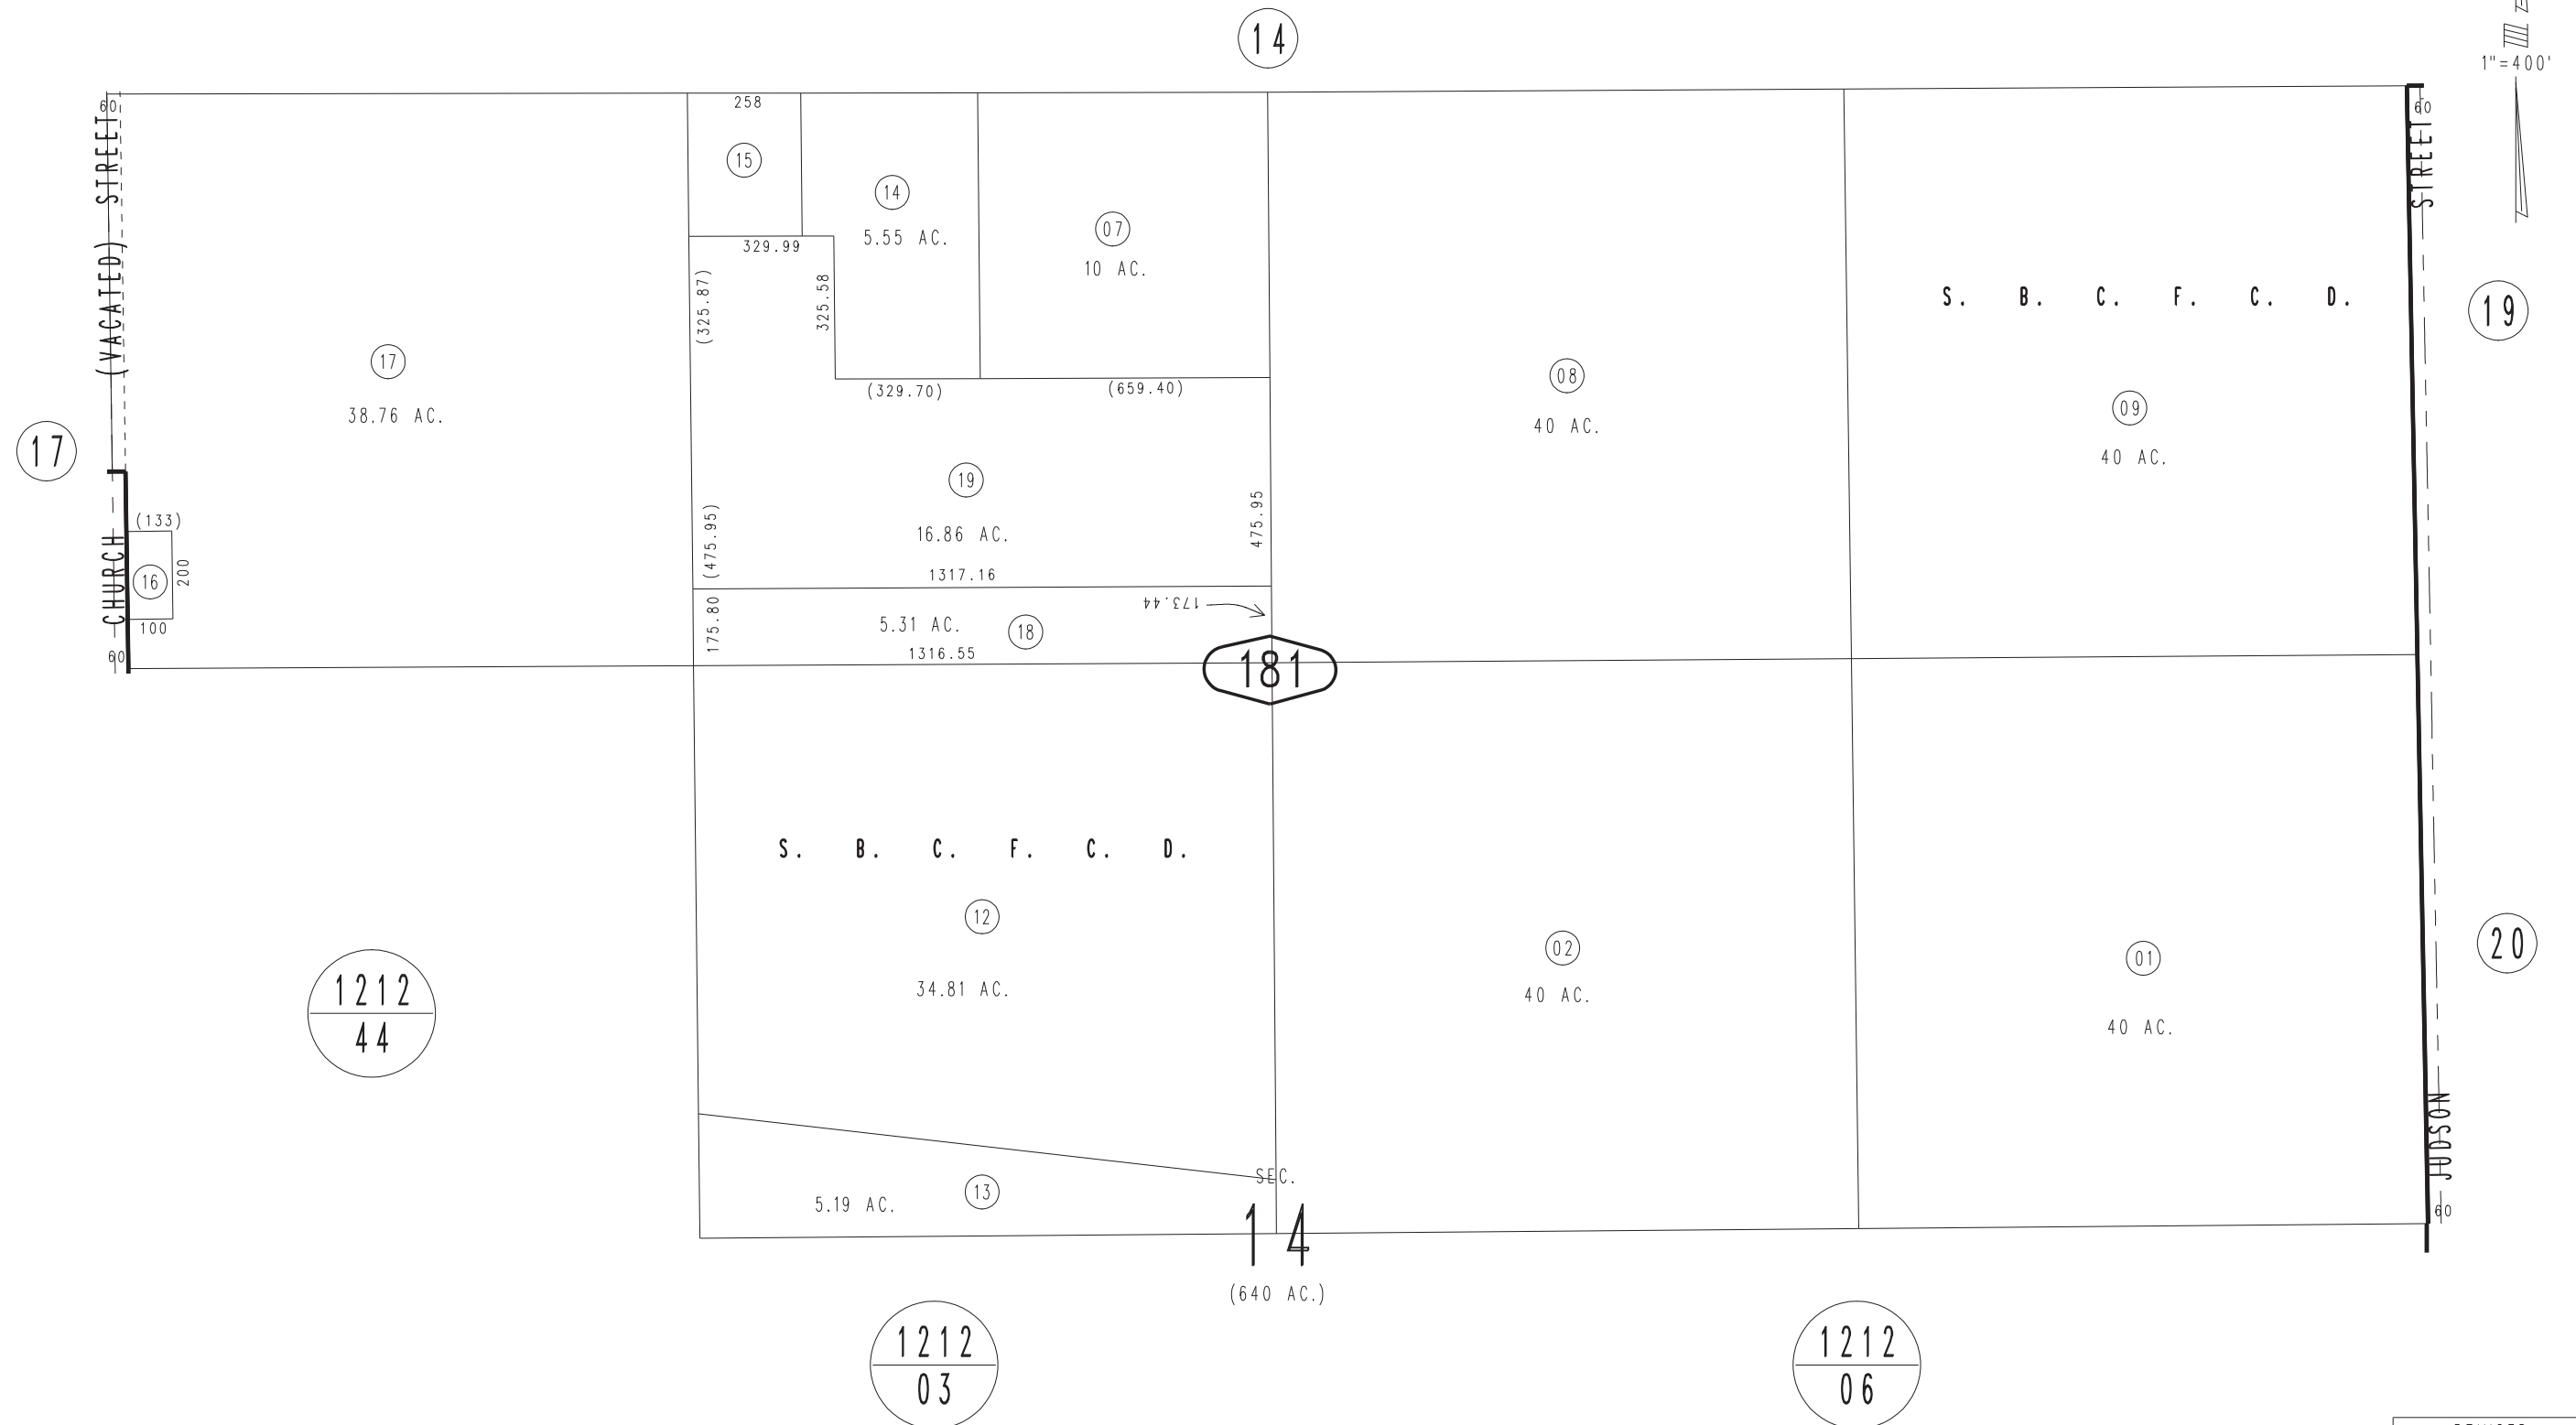 14
1"=400'
60
258
60
STREET
STREET
15
14
5.55 AC.
07
10 AC.
329.99
(VACATED)
(325.87)
325.58
S. B. C. F. C. D.
19
17
38.76 AC.
08
40 AC.
09
40 AC.
(329.70)
(659.40)
17
19
16.86 AC.
(475.95)
475.95
1317.16
(133)
CHURCH
16
200
100
60
175.80
5.31 AC.
18
173.44
1316.55
181
S. B. C. F. C. D.
12
34.81 AC.
02
40 AC.
01
40 AC.
20
1212
44
JUDSON
SEC.
13
5.19 AC.
60
14
(640 AC.)
1212
03
1212
06